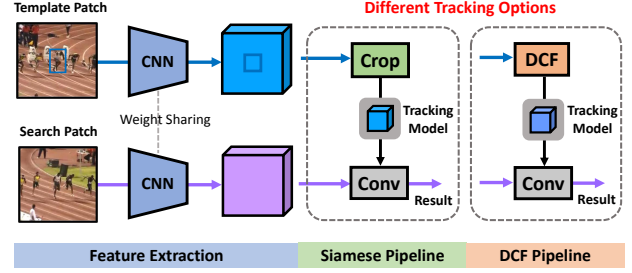 Template Patch
Different Tracking Options
CNN
Crop
DCF
Weight Sharing
Tracking
Model
Tracking
Model
Search Patch
CNN
Conv
Result
Conv
Result
Feature Extraction
Siamese Pipeline
DCF Pipeline